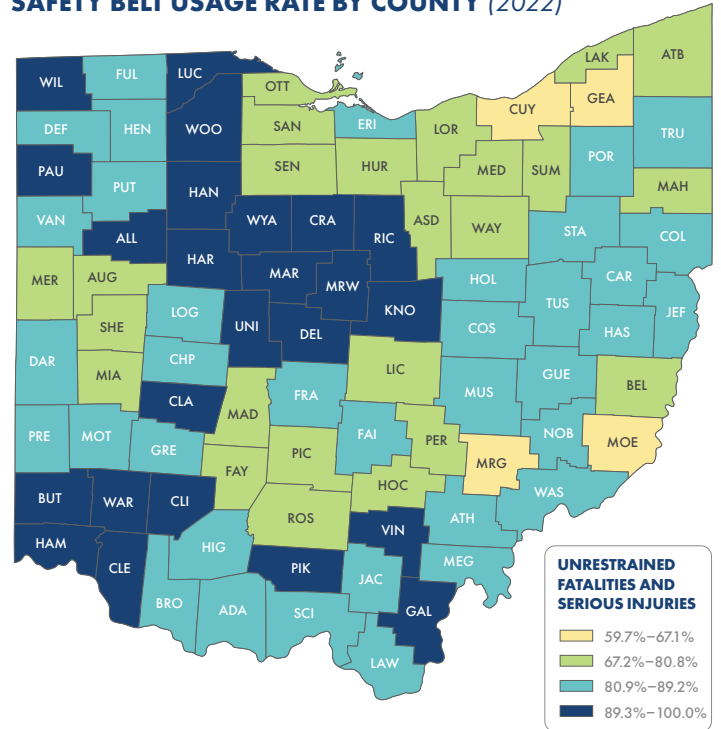 SAFETY BELT USAGE RATE BY COUNTY (2022)
WIL FUL LUC OTT LAK ATB
DEF HEN WOO SAN ERI LOR CUY GEA
PAU PUT HAN SEN HUR MED SUM POR TRU
VAN ALL WYA CRA RIC ASD WAY STA MAH
MER AUG HAR MAR MRW HOL COL
SHE LOG UNI DEL KNO COS TUS CAR JEF
DAR MIA CHP LIC HAS
CLA MAD FRA MUS GUE BEL
PRE MOT GRE PIC FAI PER NOB MOE
BUT WAR CLI FAY HOC MRG WAS
HAM CLE HIG ROS VIN ATH
BRO ADA PIK SCI JAC MEG
GAL
LAW
UNRESTRAINED
FATALITIES AND
SERIOUS INJURIES
59.7%–67.1%
67.2%–80.8%
80.9%–89.2%
89.3%–100.0%